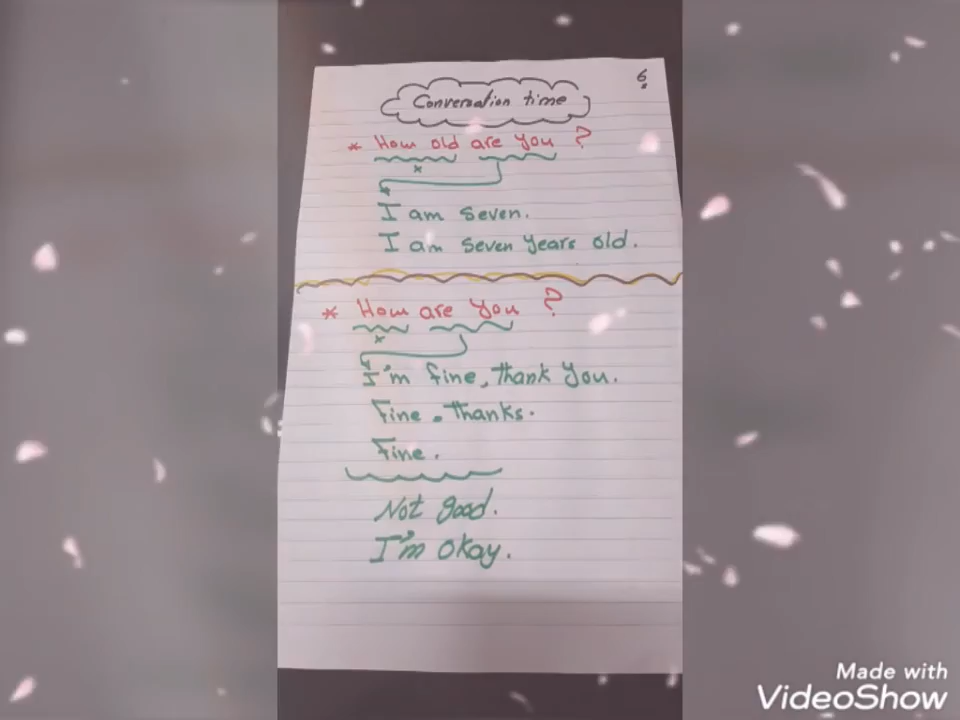 6
Conversation time
* How old are you ?
I am seven.
I am seven years old.
* How are you ?
I'm fine, thank you.
Fine, thanks.
Fine.
Not good.
I'm okay.
Made with
VideoShow